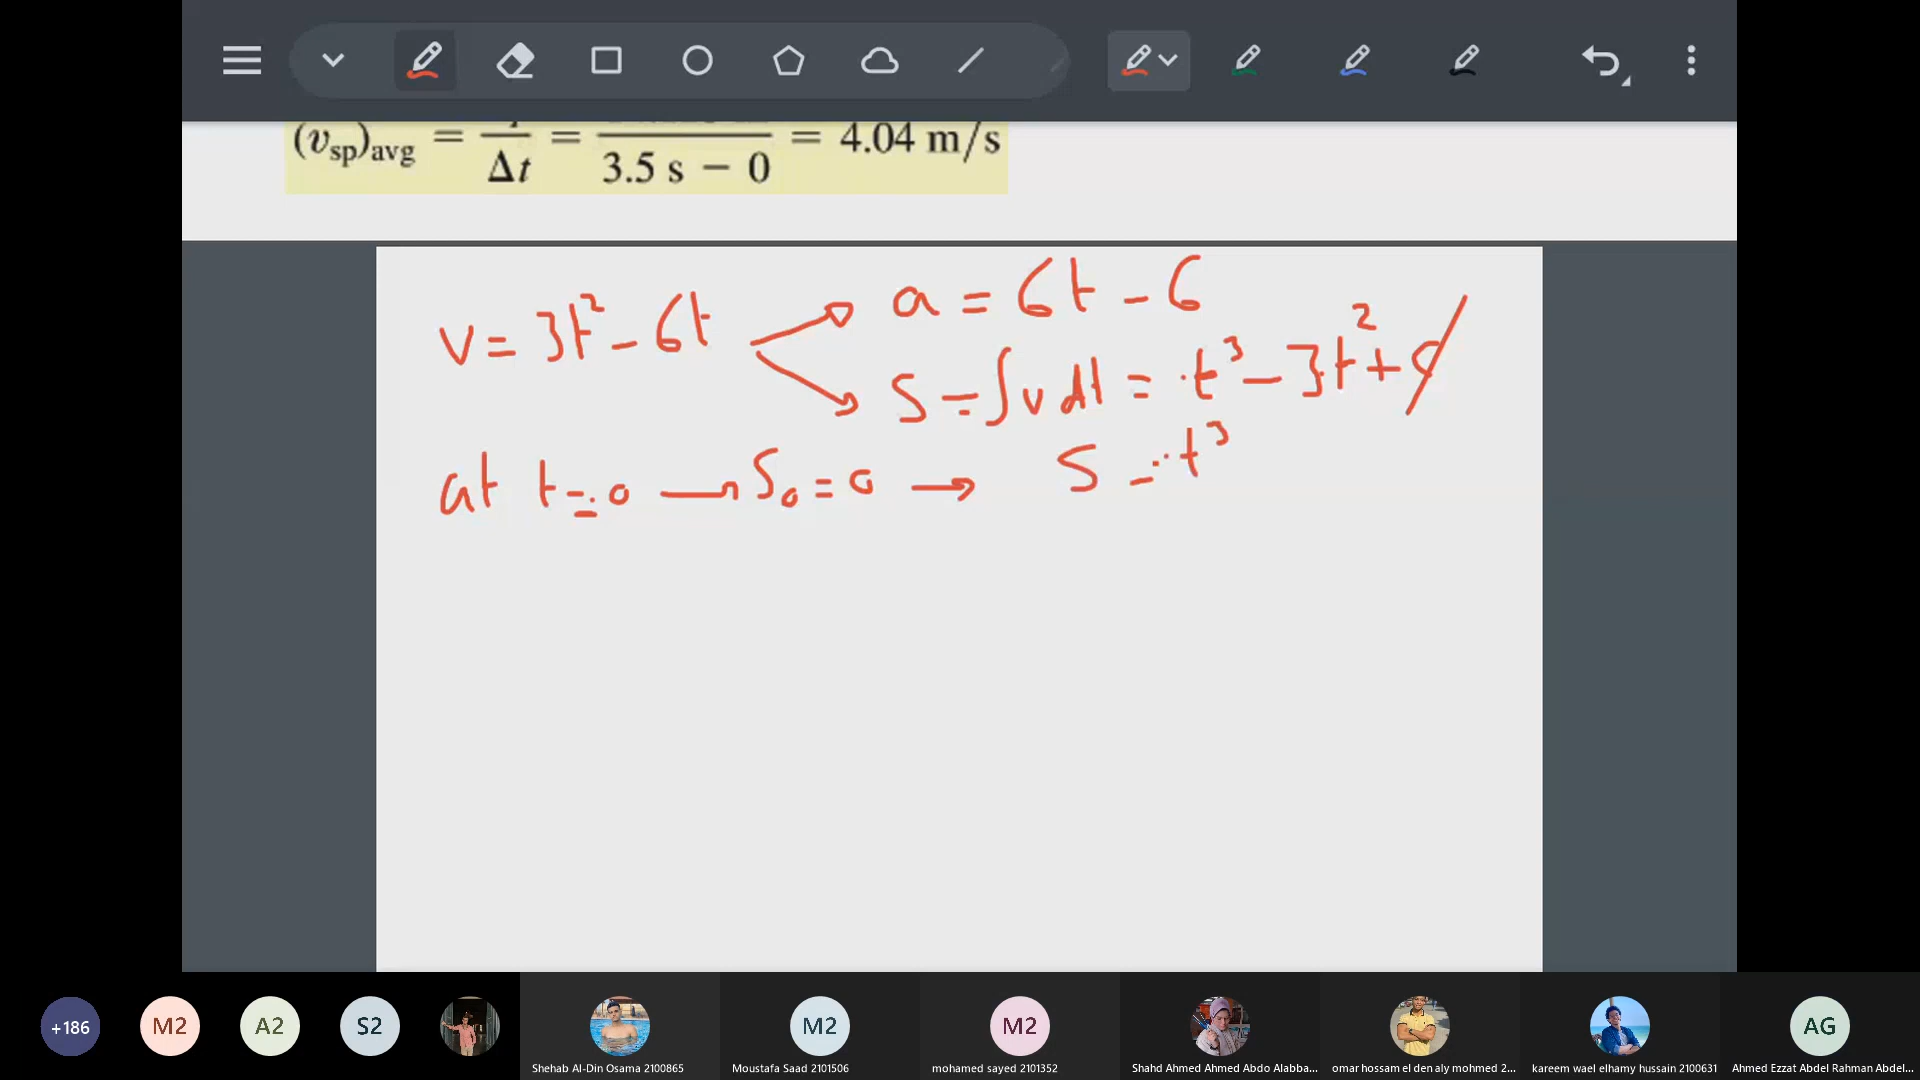 (v_sp)_avg = /Δt = /3.5 s − 0 = 4.04 m/s
v = 3t² − 6t
a = 6t − 6
S = ∫ v dt = t³ − 3t² + C
at t = 0 → S₀ = 0 → S = t³
+186
M2
A2
S2
Shehab Al-Din Osama 2100865
M2
Moustafa Saad 2101506
M2
mohamed sayed 2101352
Shahd Ahmed Ahmed Abdo Alabba...
omar hossam el den aly mohmed 2...
kareem wael elhamy hussain 2100631
AG
Ahmed Ezzat Abdel Rahman Abdel...